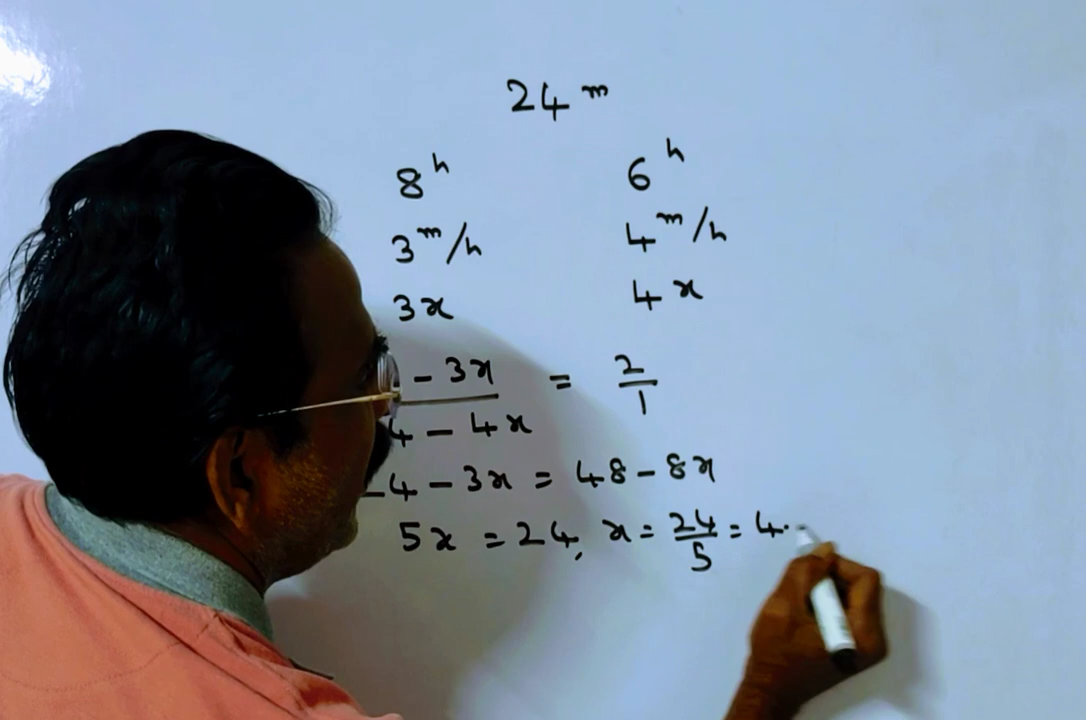 24 m
8 h 6 h
3 m/h 4 m/h
3x 4x
- 3x = 2
4 - 4x 1
4 - 3x = 48 - 8x
5x = 24, x = 24/5 = 4.